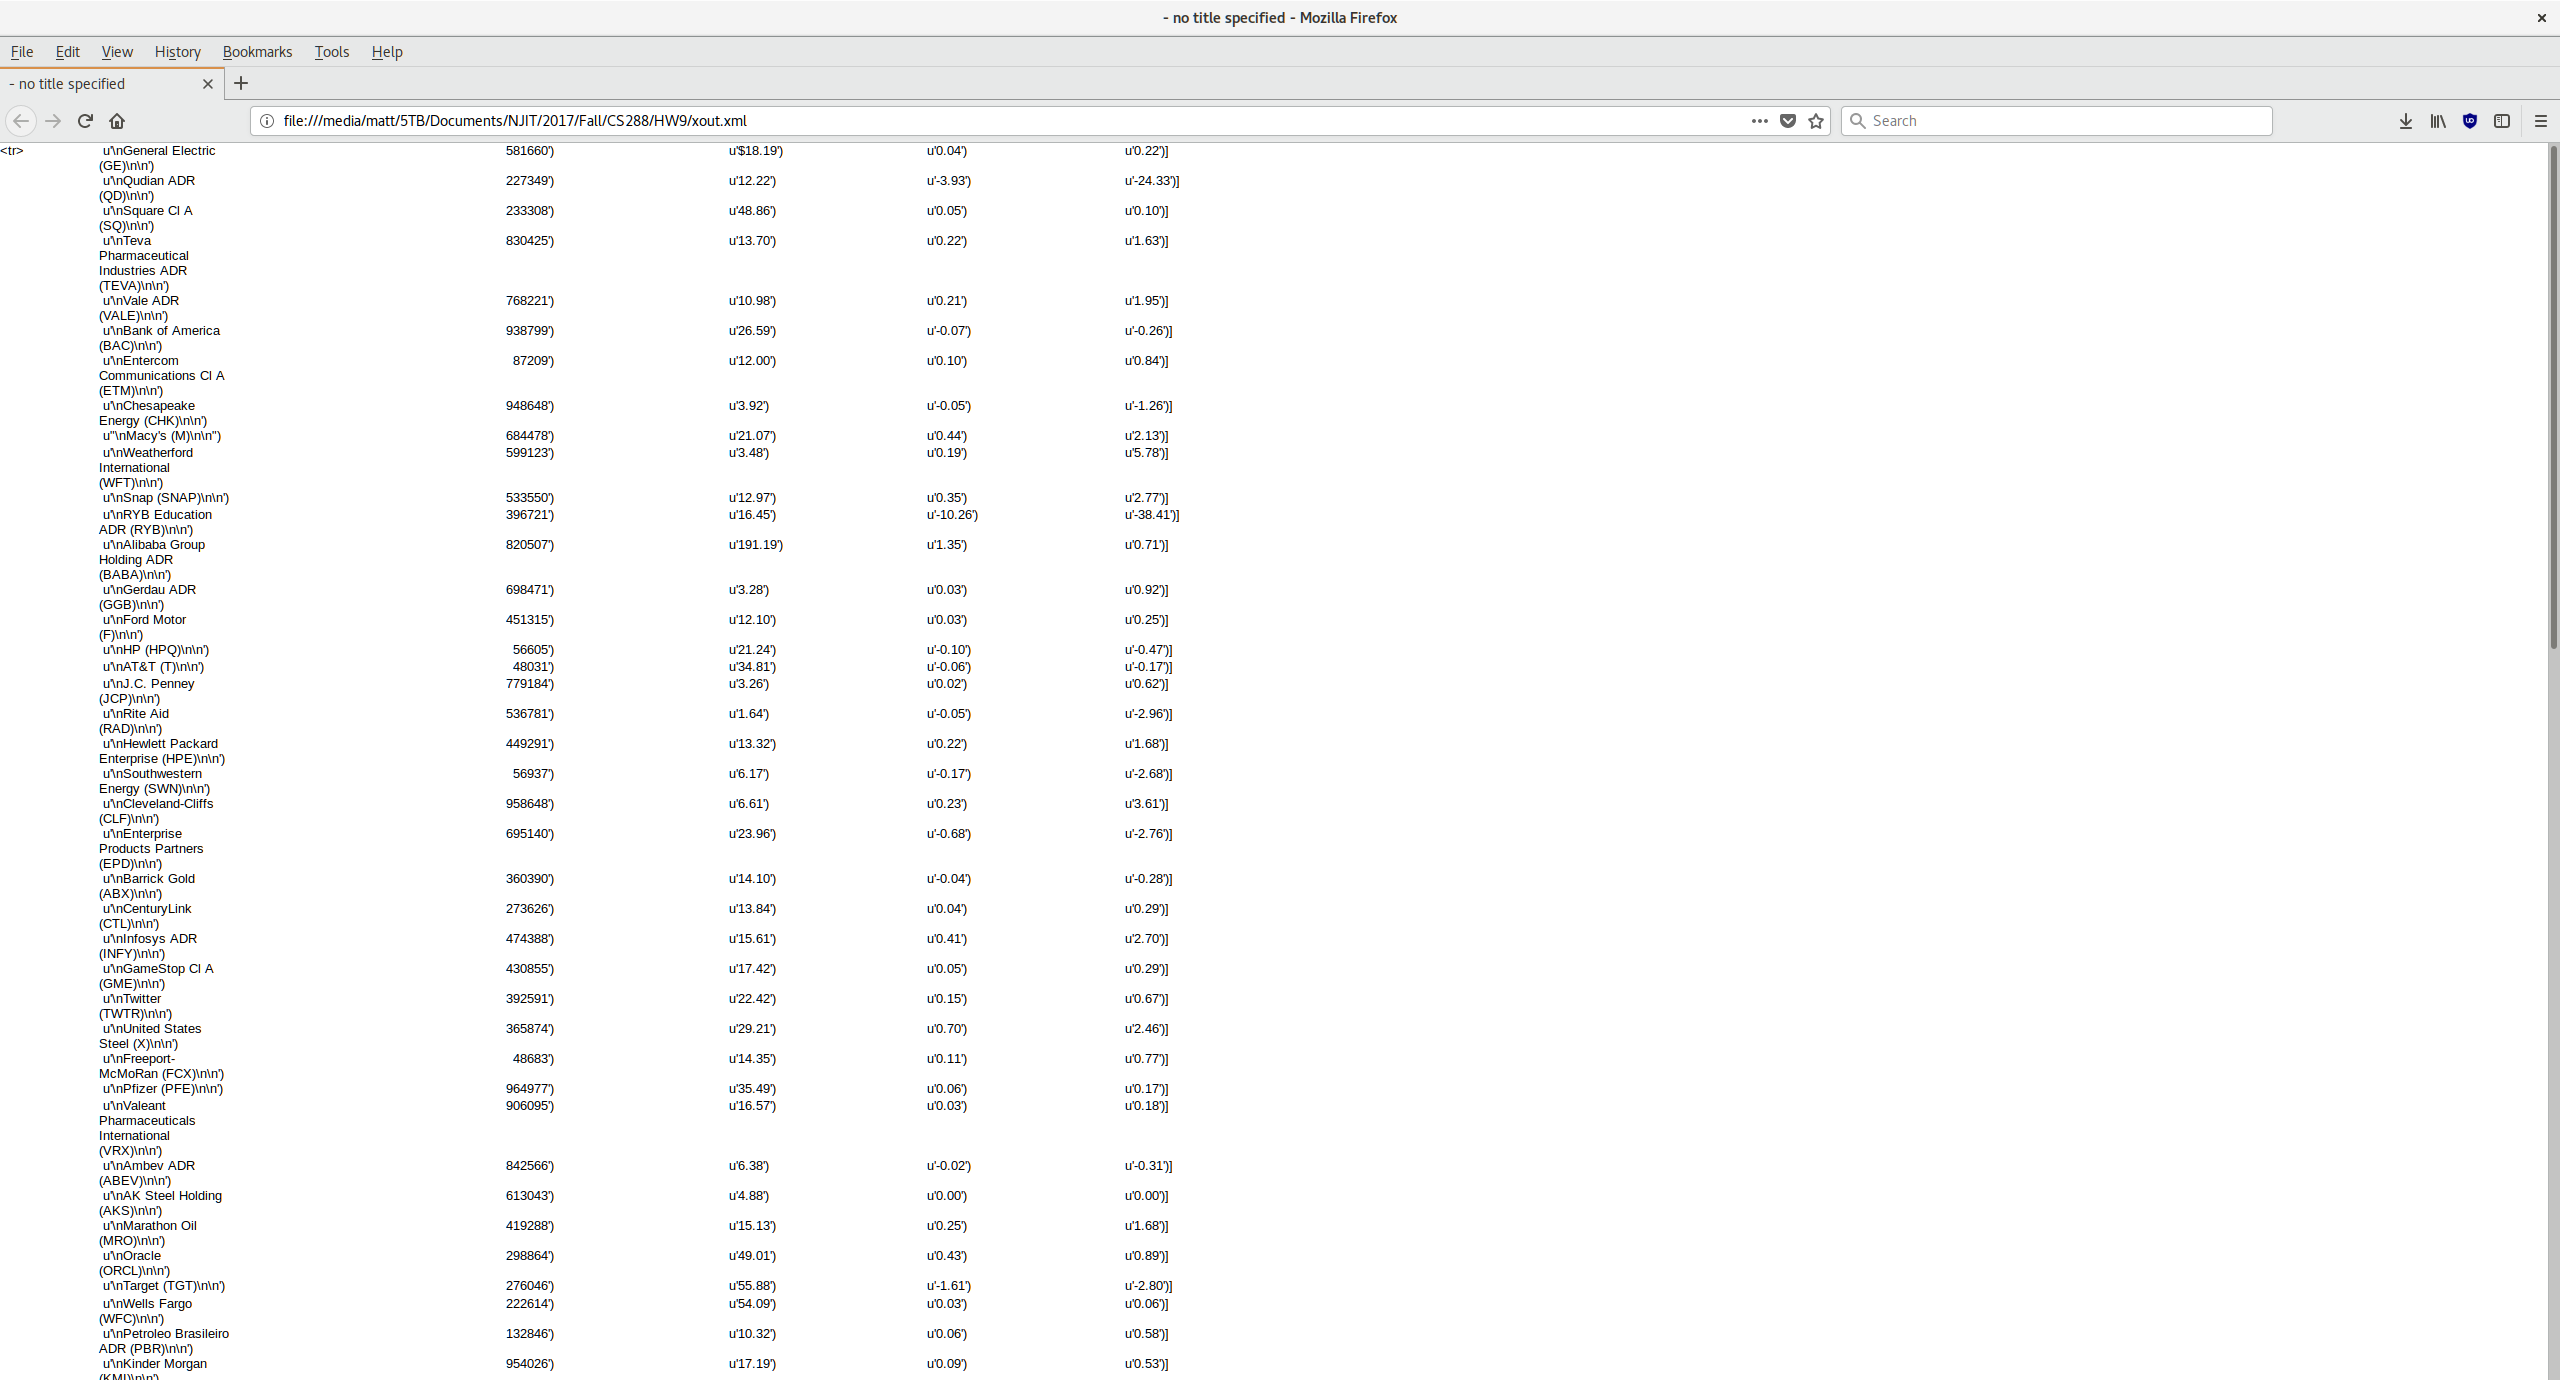 - no title specified - Mozilla Firefox
File Edit View History Bookmarks Tools Help
- no title specified
file:///media/matt/5TB/Documents/NJIT/2017/Fall/CS288/HW9/xout.xml
Search
<tr> u'\nGeneral Electric 581660') u'$18.19') u'0.04') u'0.22')]
(GE)\n\n')
u'\nQudian ADR 227349') u'12.22') u'-3.93') u'-24.33')]
(QD)\n\n')
u'\nSquare Cl A 233308') u'48.86') u'0.05') u'0.10')]
(SQ)\n\n')
u'\nTeva 830425') u'13.70') u'0.22') u'1.63')]
Pharmaceutical
Industries ADR
(TEVA)\n\n')
u'\nVale ADR 768221') u'10.98') u'0.21') u'1.95')]
(VALE)\n\n')
u'\nBank of America 938799') u'26.59') u'-0.07') u'-0.26')]
(BAC)\n\n')
u'\nEntercom 87209') u'12.00') u'0.10') u'0.84')]
Communications Cl A
(ETM)\n\n')
u'\nChesapeake 948648') u'3.92') u'-0.05') u'-1.26')]
Energy (CHK)\n\n')
u"\nMacy's (M)\n\n") 684478') u'21.07') u'0.44') u'2.13')]
u'\nWeatherford 599123') u'3.48') u'0.19') u'5.78')]
International
(WFT)\n\n')
u'\nSnap (SNAP)\n\n') 533550') u'12.97') u'0.35') u'2.77')]
u'\nRYB Education 396721') u'16.45') u'-10.26') u'-38.41')]
ADR (RYB)\n\n')
u'\nAlibaba Group 820507') u'191.19') u'1.35') u'0.71')]
Holding ADR
(BABA)\n\n')
u'\nGerdau ADR 698471') u'3.28') u'0.03') u'0.92')]
(GGB)\n\n')
u'\nFord Motor 451315') u'12.10') u'0.03') u'0.25')]
(F)\n\n')
u'\nHP (HPQ)\n\n') 56605') u'21.24') u'-0.10') u'-0.47')]
u'\nAT&T (T)\n\n') 48031') u'34.81') u'-0.06') u'-0.17')]
u'\nJ.C. Penney 779184') u'3.26') u'0.02') u'0.62')]
(JCP)\n\n')
u'\nRite Aid 536781') u'1.64') u'-0.05') u'-2.96')]
(RAD)\n\n')
u'\nHewlett Packard 449291') u'13.32') u'0.22') u'1.68')]
Enterprise (HPE)\n\n')
u'\nSouthwestern 56937') u'6.17') u'-0.17') u'-2.68')]
Energy (SWN)\n\n')
u'\nCleveland-Cliffs 958648') u'6.61') u'0.23') u'3.61')]
(CLF)\n\n')
u'\nEnterprise 695140') u'23.96') u'-0.68') u'-2.76')]
Products Partners
(EPD)\n\n')
u'\nBarrick Gold 360390') u'14.10') u'-0.04') u'-0.28')]
(ABX)\n\n')
u'\nCenturyLink 273626') u'13.84') u'0.04') u'0.29')]
(CTL)\n\n')
u'\nInfosys ADR 474388') u'15.61') u'0.41') u'2.70')]
(INFY)\n\n')
u'\nGameStop Cl A 430855') u'17.42') u'0.05') u'0.29')]
(GME)\n\n')
u'\nTwitter 392591') u'22.42') u'0.15') u'0.67')]
(TWTR)\n\n')
u'\nUnited States 365874') u'29.21') u'0.70') u'2.46')]
Steel (X)\n\n')
u'\nFreeport- 48683') u'14.35') u'0.11') u'0.77')]
McMoRan (FCX)\n\n')
u'\nPfizer (PFE)\n\n') 964977') u'35.49') u'0.06') u'0.17')]
u'\nValeant 906095') u'16.57') u'0.03') u'0.18')]
Pharmaceuticals
International
(VRX)\n\n')
u'\nAmbev ADR 842566') u'6.38') u'-0.02') u'-0.31')]
(ABEV)\n\n')
u'\nAK Steel Holding 613043') u'4.88') u'0.00') u'0.00')]
(AKS)\n\n')
u'\nMarathon Oil 419288') u'15.13') u'0.25') u'1.68')]
(MRO)\n\n')
u'\nOracle 298864') u'49.01') u'0.43') u'0.89')]
(ORCL)\n\n')
u'\nTarget (TGT)\n\n') 276046') u'55.88') u'-1.61') u'-2.80')]
u'\nWells Fargo 222614') u'54.09') u'0.03') u'0.06')]
(WFC)\n\n')
u'\nPetroleo Brasileiro 132846') u'10.32') u'0.06') u'0.58')]
ADR (PBR)\n\n')
u'\nKinder Morgan 954026') u'17.19') u'0.09') u'0.53')]
(KMI)\n\n')